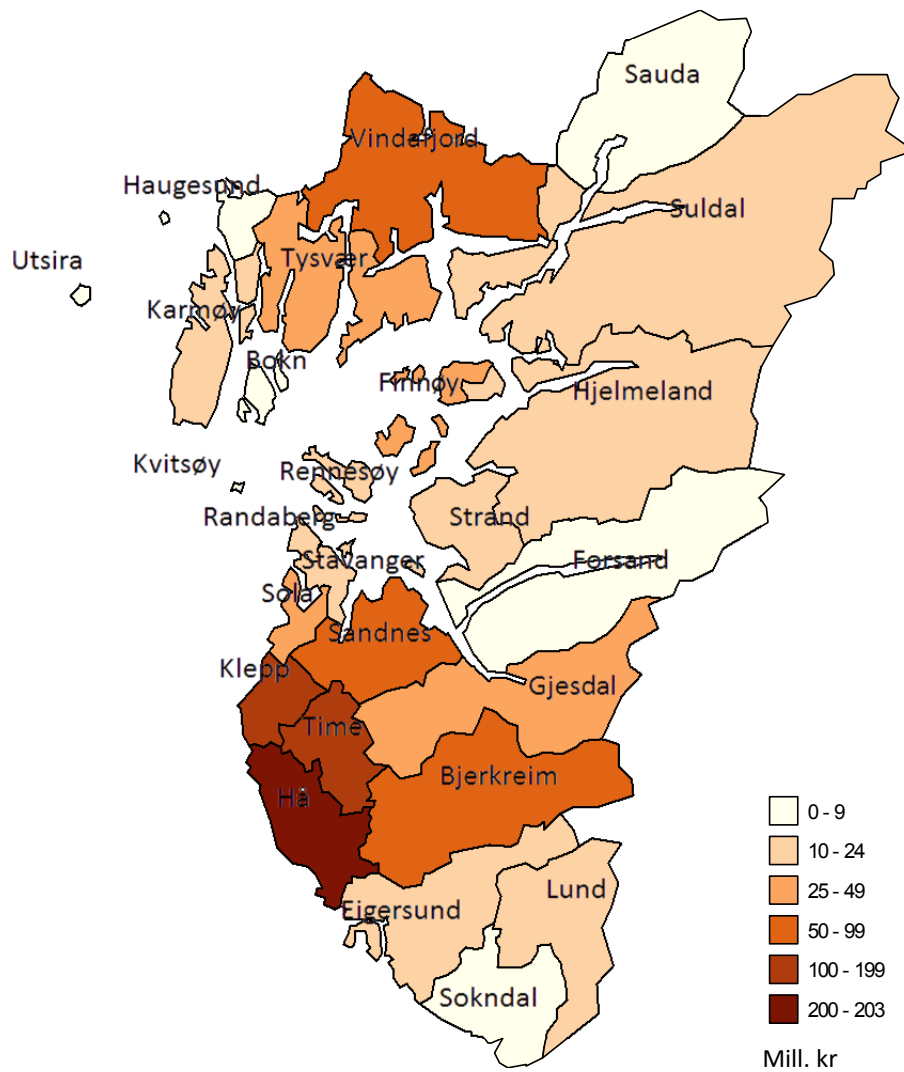 Sauda
Vindafjord
Haugesund
Suldal
Utsira
Tysvær
Karmøy
Bokn
Finnøy
Hjelmeland
Kvitsøy
Rennesøy
Randaberg
Strand
Stavanger
Forsand
Sola
Sandnes
Klepp
Gjesdal
Time
Bjerkreim
Hå
Lund
Eigersund
Sokndal
0 - 9
10 - 24
25 - 49
50 - 99
100 - 199
200 - 203
Mill. kr